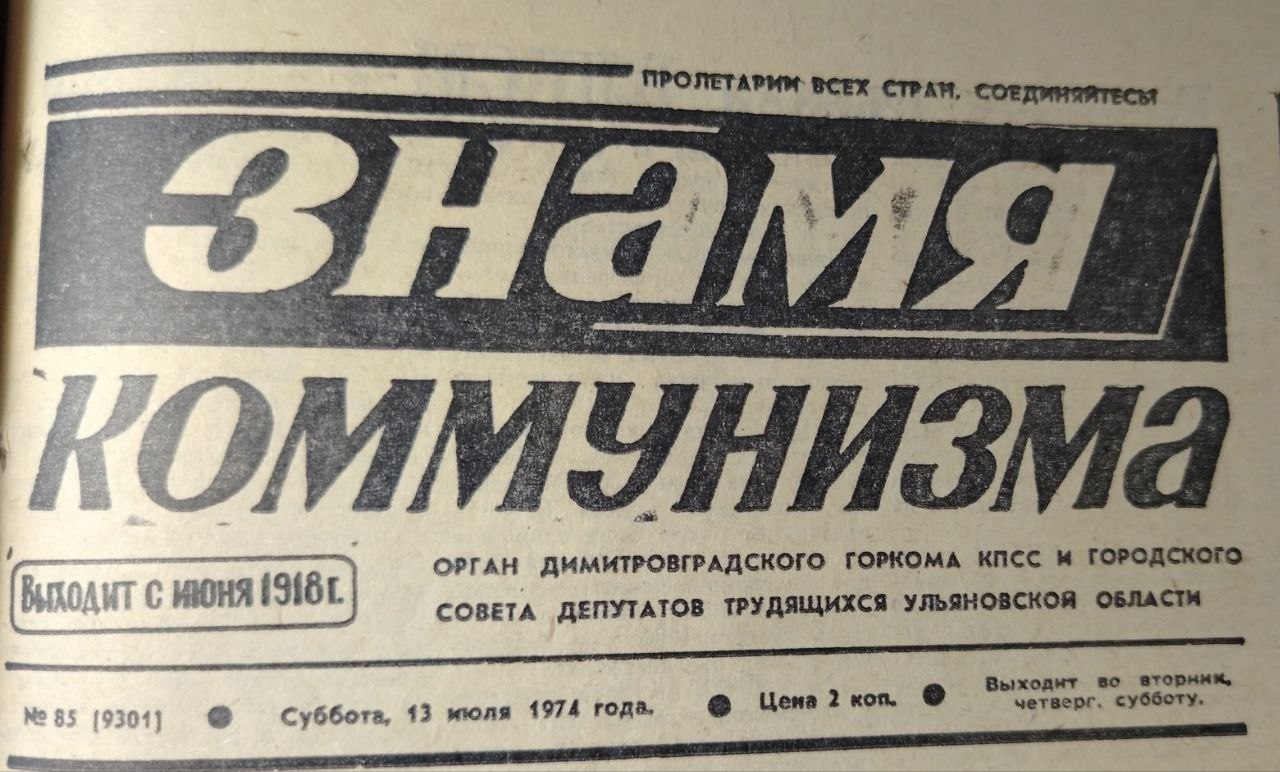 ПРОЛЕТАРИИ ВСЕХ СТРАН, СОЕДИНЯЙТЕСЬ!
ЗНАМЯ
КОММУНИЗМА
ВЫХОДИТ С ИЮНЯ 1918 г.
ОРГАН ДИМИТРОВГРАДСКОГО ГОРКОМА КПСС И ГОРОДСКОГО
СОВЕТА ДЕПУТАТОВ ТРУДЯЩИХСЯ УЛЬЯНОВСКОЙ ОБЛАСТИ
№ 85 [9301] ● Суббота, 13 июля 1974 года. ● Цена 2 коп. ● Выходит во вторник,
четверг, субботу.